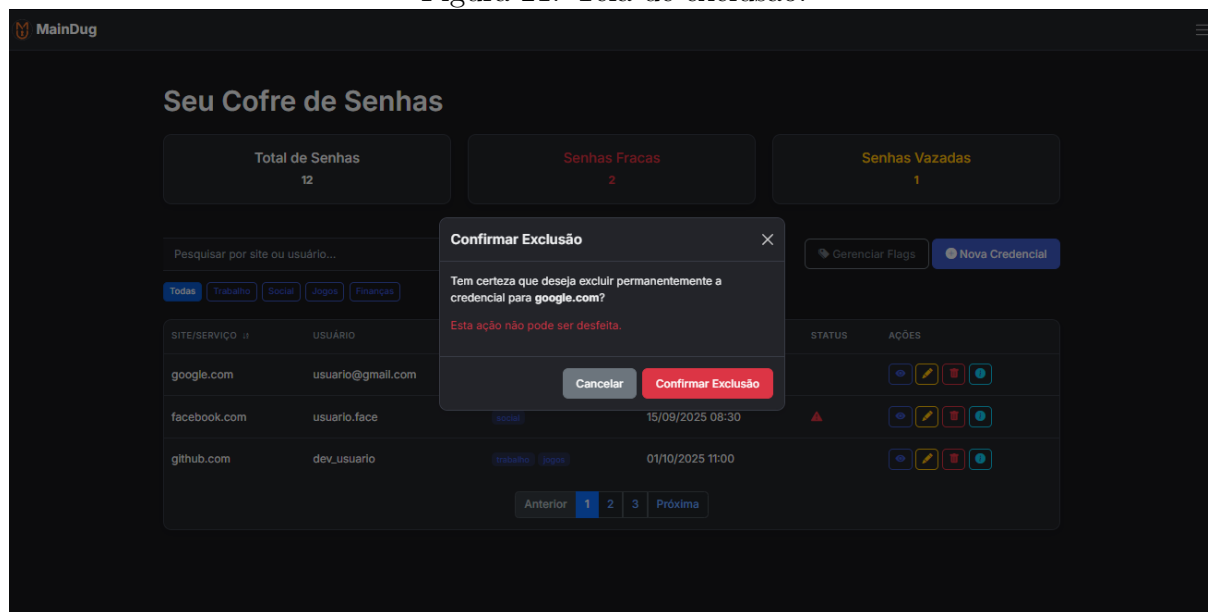 MainDug
Seu Cofre de Senhas
Total de Senhas
12
Senhas Fracas
2
Senhas Vazadas
1
Pesquisar por site ou usuário...
Gerenciar Flags
Nova Credencial
Todas Trabalho Social Jogos Finanças
Confirmar Exclusão
Tem certeza que deseja excluir permanentemente a
credencial para google.com?
Esta ação não pode ser desfeita.
Cancelar Confirmar Exclusão
SITE/SERVIÇO USUÁRIO STATUS AÇÕES
google.com usuario@gmail.com
facebook.com usuario.face social 15/09/2025 08:30
github.com dev_usuario trabalho jogos 01/10/2025 11:00
Anterior 1 2 3 Próxima